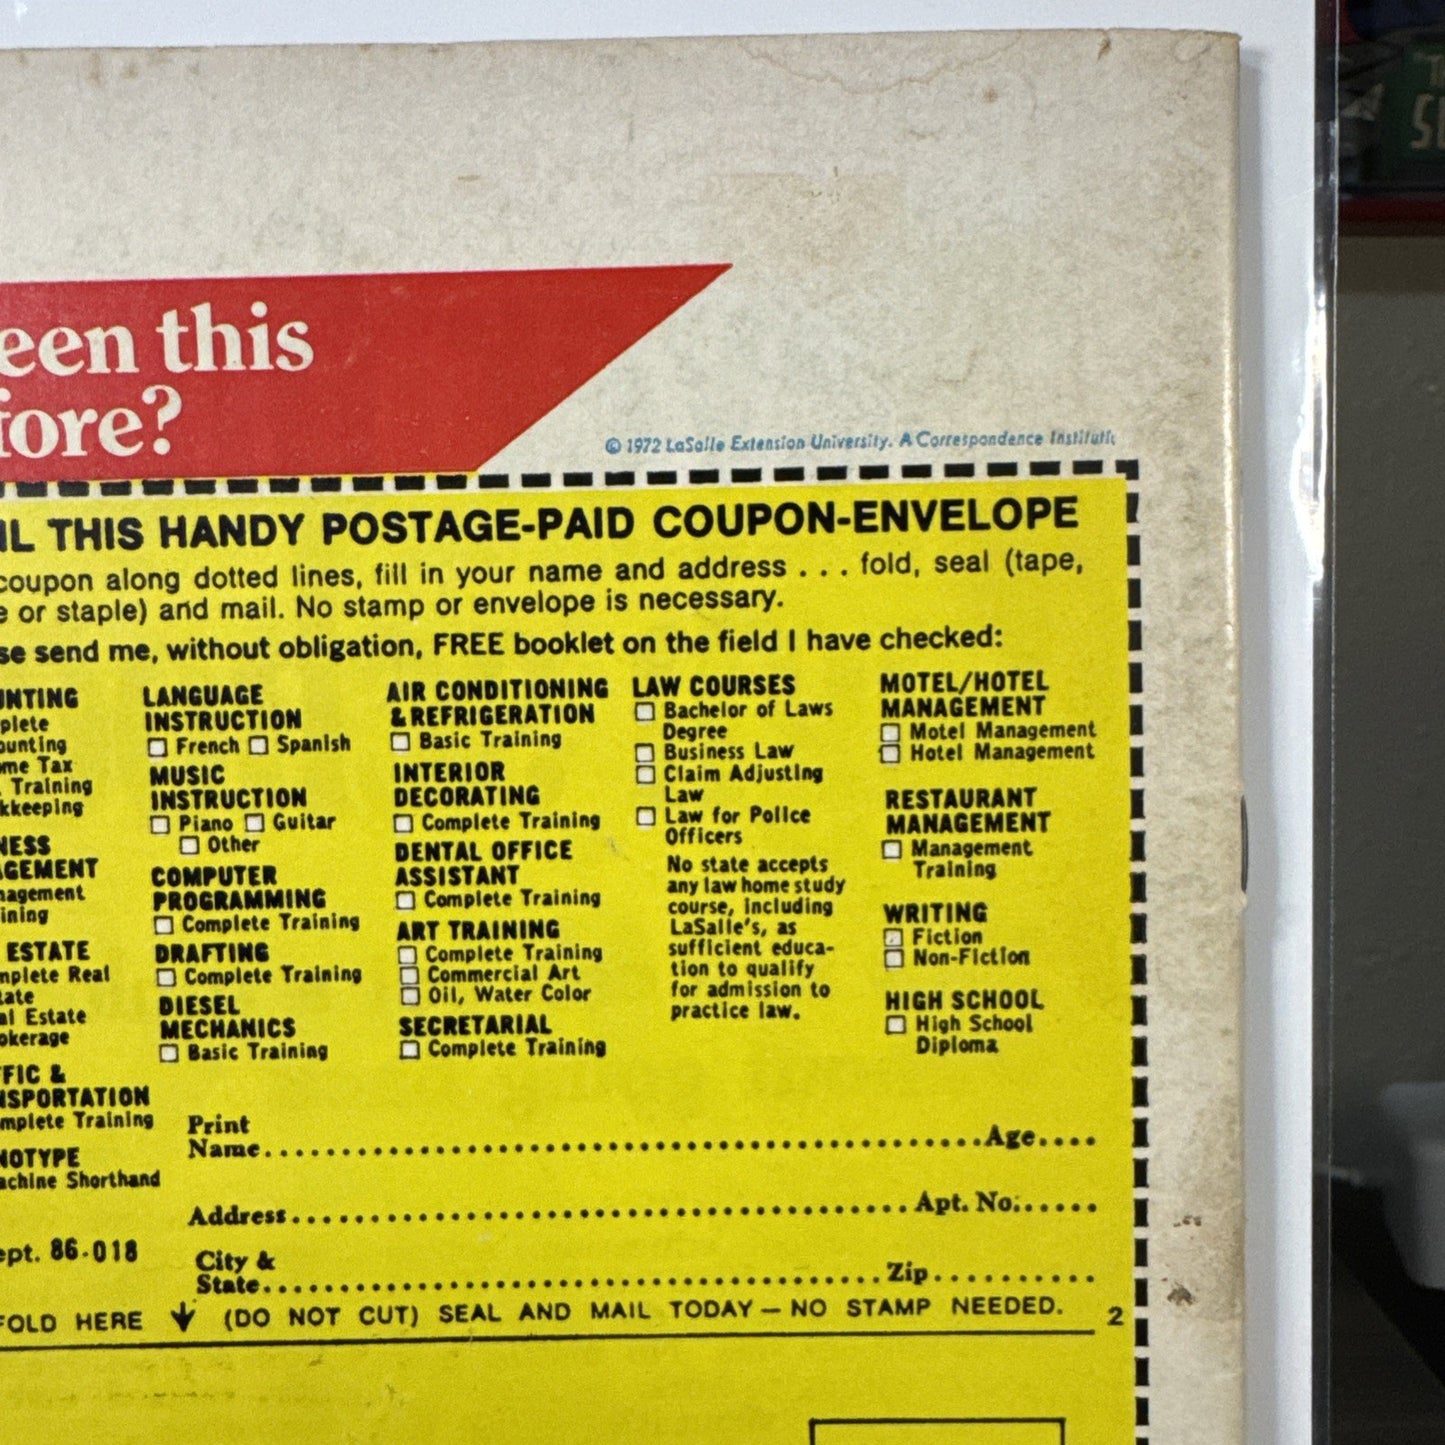 een this
fore?
© 1972 LaSalle Extension University. A Correspondence Institution
IL THIS HANDY POSTAGE-PAID COUPON-ENVELOPE
coupon along dotted lines, fill in your name and address . . . fold, seal (tape,
e or staple) and mail. No stamp or envelope is necessary.
se send me, without obligation, FREE booklet on the field I have checked:
UNTING
plete
ounting
me Tax
Training
kkeeping
NESS
AGEMENT
nagement
ining
ESTATE
mplete Real
tate
al Estate
okerage
FFIC &
NSPORTATION
mplete Training
NOTYPE
achine Shorthand
LANGUAGE
INSTRUCTION
French Spanish
MUSIC
INSTRUCTION
Piano Guitar
Other
COMPUTER
PROGRAMMING
Complete Training
DRAFTING
Complete Training
DIESEL
MECHANICS
Basic Training
AIR CONDITIONING
& REFRIGERATION
Basic Training
INTERIOR
DECORATING
Complete Training
DENTAL OFFICE
ASSISTANT
Complete Training
ART TRAINING
Complete Training
Commercial Art
Oil, Water Color
SECRETARIAL
Complete Training
LAW COURSES
Bachelor of Laws
Degree
Business Law
Claim Adjusting
Law
Law for Police
Officers
No state accepts
any law home study
course, including
LaSalle's, as
sufficient educa-
tion to qualify
for admission to
practice law.
MOTEL/HOTEL
MANAGEMENT
Motel Management
Hotel Management
RESTAURANT
MANAGEMENT
Management
Training
WRITING
Fiction
Non-Fiction
HIGH SCHOOL
High School
Diploma
Print
Name Age
Address Apt. No.
ept. 86-018
City &
State Zip
FOLD HERE (DO NOT CUT) SEAL AND MAIL TODAY — NO STAMP NEEDED. 2